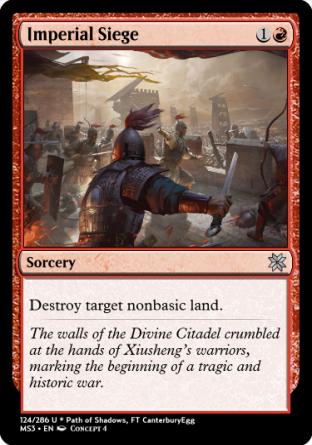 Imperial Siege 1
Sorcery
Destroy target nonbasic land.
The walls of the Divine Citadel crumbled
at the hands of Xiusheng's warriors,
marking the beginning of a tragic and
historic war.
124/286 U * Path of Shadows, FT CanterburyEgg
MS3 • EN Concept 4